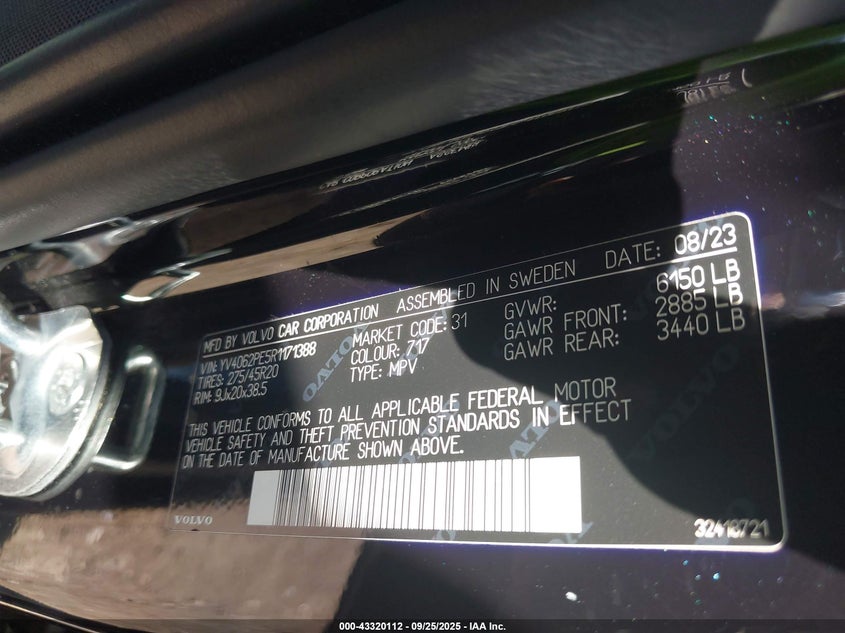 MFD BY VOLVO CAR CORPORATION ASSEMBLED IN SWEDEN DATE: 08/23
VIN: YV4062PE5R1171388 MARKET CODE: 31 GVWR: 6150 LB
TIRES: 275/45R20 COLOUR: 717 GAWR FRONT: 2885 LB
RIM: 9Jx20x38.5 TYPE: MPV GAWR REAR: 3440 LB
THIS VEHICLE CONFORMS TO ALL APPLICABLE FEDERAL MOTOR
VEHICLE SAFETY AND THEFT PREVENTION STANDARDS IN EFFECT
ON THE DATE OF MANUFACTURE SHOWN ABOVE.
VOLVO 32418721
000-43320112 - 09/25/2025 - IAA Inc.